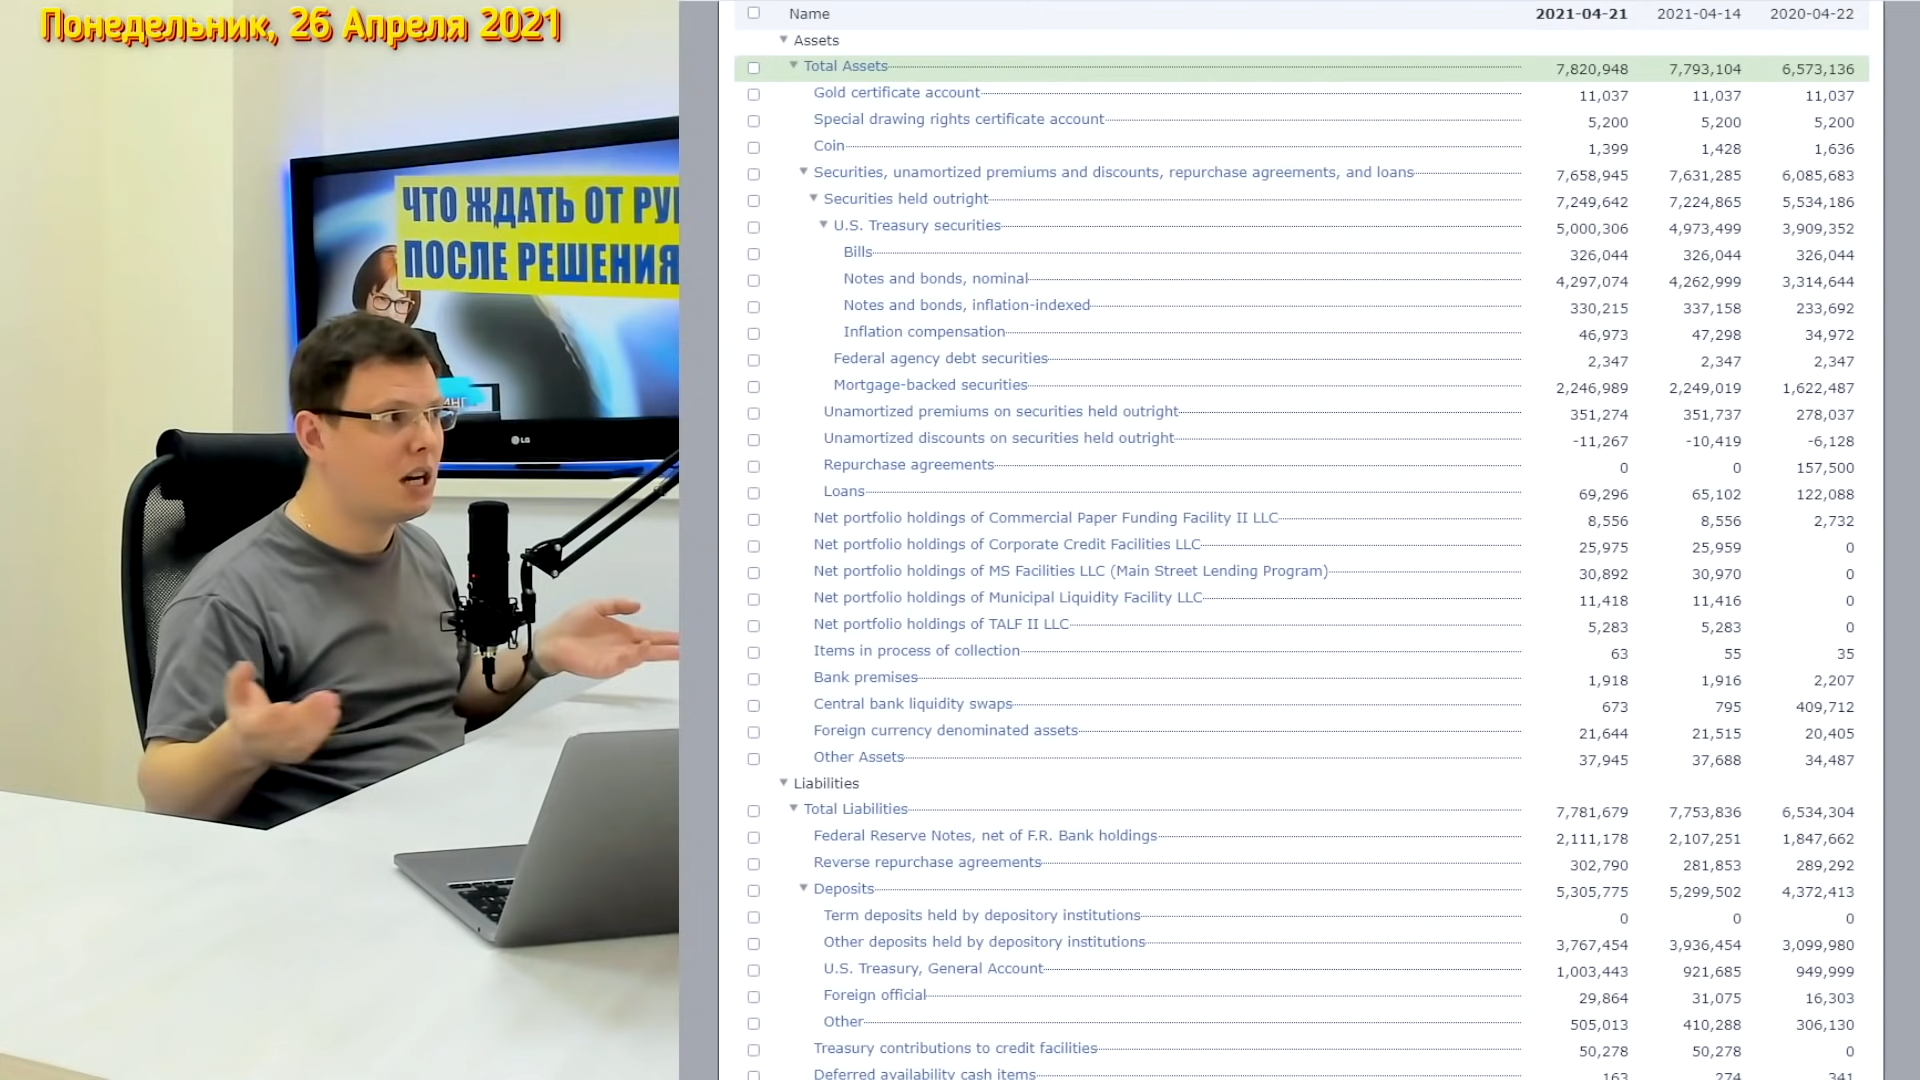 Понедельник, 26 Апреля 2021
ЧТО ЖДАТЬ ОТ
ПОСЛЕ РЕШЕНИЯ
LG
Name 2021-04-21 2021-04-14 2020-04-22
Assets
Total Assets 7,820,948 7,793,104 6,573,136
Gold certificate account 11,037 11,037 11,037
Special drawing rights certificate account 5,200 5,200 5,200
Coin 1,399 1,428 1,636
Securities, unamortized premiums and discounts, repurchase agreements, and loans 7,658,945 7,631,285 6,085,683
Securities held outright 7,249,642 7,224,865 5,534,186
U.S. Treasury securities 5,000,306 4,973,499 3,909,352
Bills 326,044 326,044 326,044
Notes and bonds, nominal 4,297,074 4,262,999 3,314,644
Notes and bonds, inflation-indexed 330,215 337,158 233,692
Inflation compensation 46,973 47,298 34,972
Federal agency debt securities 2,347 2,347 2,347
Mortgage-backed securities 2,246,989 2,249,019 1,622,487
Unamortized premiums on securities held outright 351,274 351,737 278,037
Unamortized discounts on securities held outright -11,267 -10,419 -6,128
Repurchase agreements 0 0 157,500
Loans 69,296 65,102 122,088
Net portfolio holdings of Commercial Paper Funding Facility II LLC 8,556 8,556 2,732
Net portfolio holdings of Corporate Credit Facilities LLC 25,975 25,959 0
Net portfolio holdings of MS Facilities LLC (Main Street Lending Program) 30,892 30,970 0
Net portfolio holdings of Municipal Liquidity Facility LLC 11,418 11,416 0
Net portfolio holdings of TALF II LLC 5,283 5,283 0
Items in process of collection 63 55 35
Bank premises 1,918 1,916 2,207
Central bank liquidity swaps 673 795 409,712
Foreign currency denominated assets 21,644 21,515 20,405
Other Assets 37,945 37,688 34,487
Liabilities
Total Liabilities 7,781,679 7,753,836 6,534,304
Federal Reserve Notes, net of F.R. Bank holdings 2,111,178 2,107,251 1,847,662
Reverse repurchase agreements 302,790 281,853 289,292
Deposits 5,305,775 5,299,502 4,372,413
Term deposits held by depository institutions 0 0 0
Other deposits held by depository institutions 3,767,454 3,936,454 3,099,980
U.S. Treasury, General Account 1,003,443 921,685 949,999
Foreign official 29,864 31,075 16,303
Other 505,013 410,288 306,130
Treasury contributions to credit facilities 50,278 50,278 0
Deferred availability cash items 163 274 341